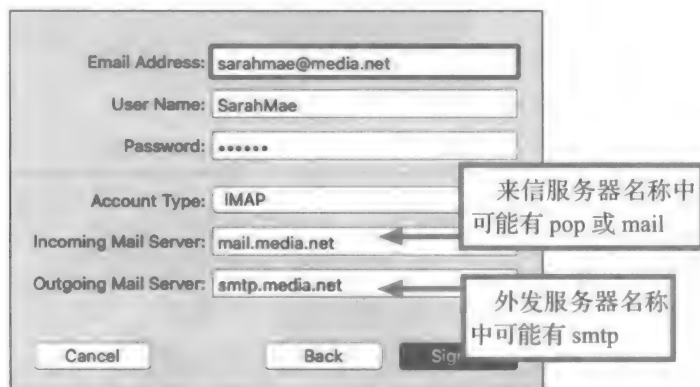 Email Address: sarahmae@media.net
User Name: SarahMae
Password: ••••••
Account Type: IMAP
来信服务器名称中
可能有 pop 或 mail
Incoming Mail Server: mail.media.net
Outgoing Mail Server: smtp.media.net
外发服务器名称
中可能有 smtp
Cancel
Back
Sig